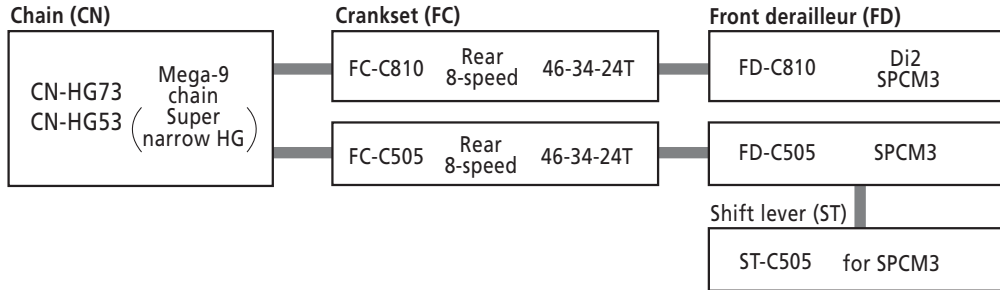 Chain (CN)
CN-HG73
CN-HG53
Mega-9
chain
(Super
narrow HG)
Crankset (FC)
FC-C810
Rear
8-speed
46-34-24T
FC-C505
Rear
8-speed
46-34-24T
Front derailleur (FD)
FD-C810
Di2
SPCM3
FD-C505
SPCM3
Shift lever (ST)
ST-C505
for SPCM3